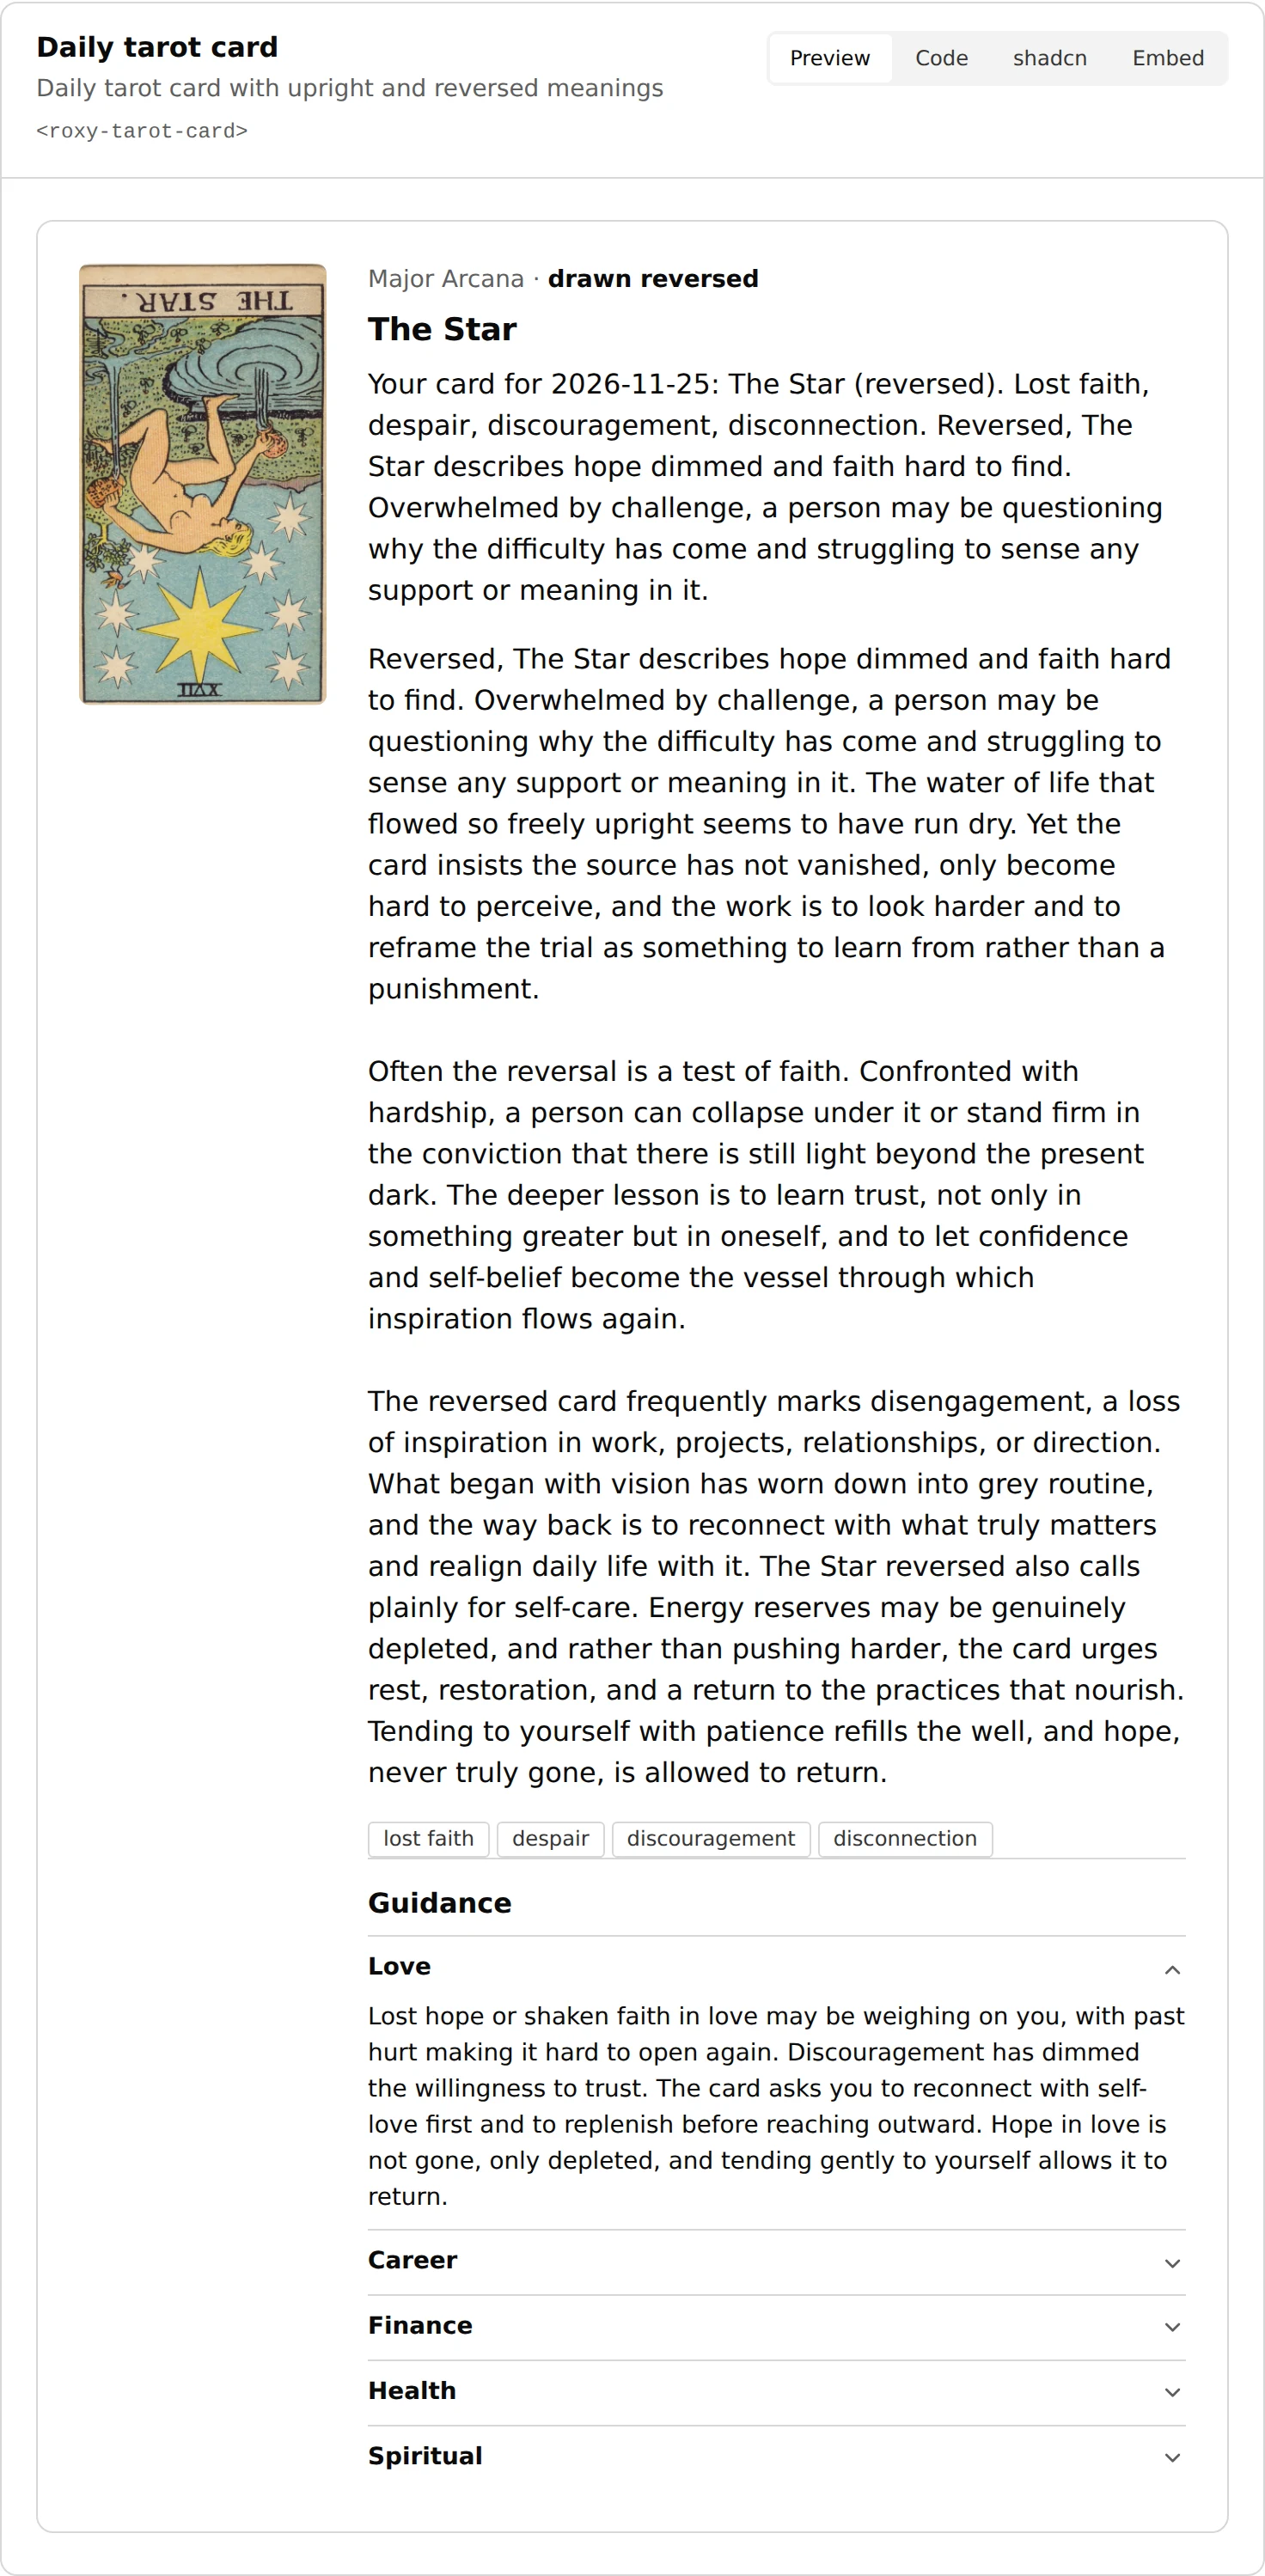 Daily tarot card
Daily tarot card with upright and reversed meanings
<roxy-tarot-card>
Preview
Code
shadcn
Embed
THE STAR.
XVII
Major Arcana · drawn reversed
The Star
Your card for 2026-11-25: The Star (reversed). Lost faith,
despair, discouragement, disconnection. Reversed, The
Star describes hope dimmed and faith hard to find.
Overwhelmed by challenge, a person may be questioning
why the difficulty has come and struggling to sense any
support or meaning in it.
Reversed, The Star describes hope dimmed and faith hard
to find. Overwhelmed by challenge, a person may be
questioning why the difficulty has come and struggling to
sense any support or meaning in it. The water of life that
flowed so freely upright seems to have run dry. Yet the
card insists the source has not vanished, only become
hard to perceive, and the work is to look harder and to
reframe the trial as something to learn from rather than a
punishment.
Often the reversal is a test of faith. Confronted with
hardship, a person can collapse under it or stand firm in
the conviction that there is still light beyond the present
dark. The deeper lesson is to learn trust, not only in
something greater but in oneself, and to let confidence
and self-belief become the vessel through which
inspiration flows again.
The reversed card frequently marks disengagement, a loss
of inspiration in work, projects, relationships, or direction.
What began with vision has worn down into grey routine,
and the way back is to reconnect with what truly matters
and realign daily life with it. The Star reversed also calls
plainly for self-care. Energy reserves may be genuinely
depleted, and rather than pushing harder, the card urges
rest, restoration, and a return to the practices that nourish.
Tending to yourself with patience refills the well, and hope,
never truly gone, is allowed to return.
lost faith
despair
discouragement
disconnection
Guidance
Love
Lost hope or shaken faith in love may be weighing on you, with past
hurt making it hard to open again. Discouragement has dimmed
the willingness to trust. The card asks you to reconnect with self-
love first and to replenish before reaching outward. Hope in love is
not gone, only depleted, and tending gently to yourself allows it to
return.
Career
Finance
Health
Spiritual